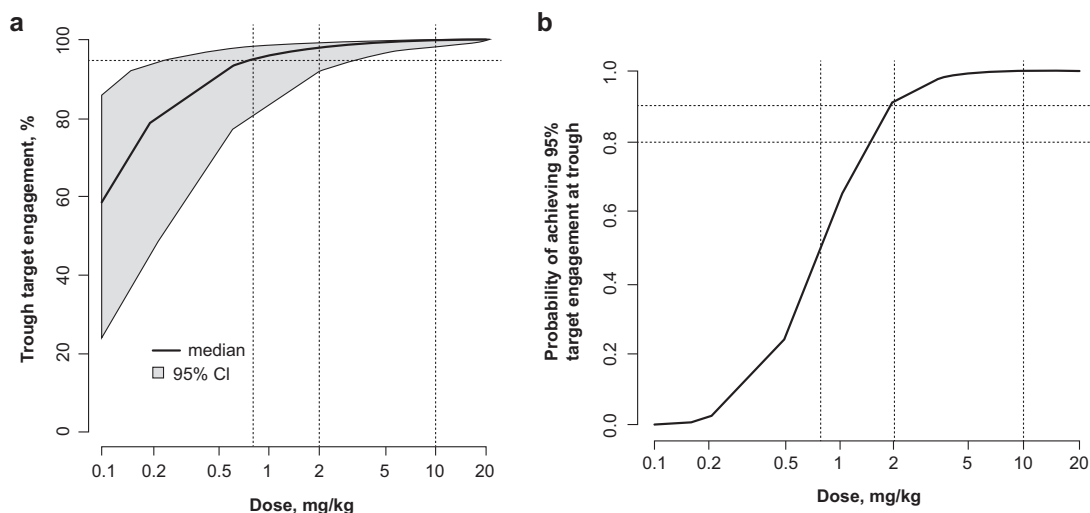 a
Trough target engagement, %
100
80
60
40
20
0
median
95% CI
0.1 0.2 0.5 1 2 5 10 20
Dose, mg/kg
b
Probability of achieving 95%
target engagement at trough
1.0
0.8
0.6
0.4
0.2
0.0
0.1 0.2 0.5 1 2 5 10 20
Dose, mg/kg